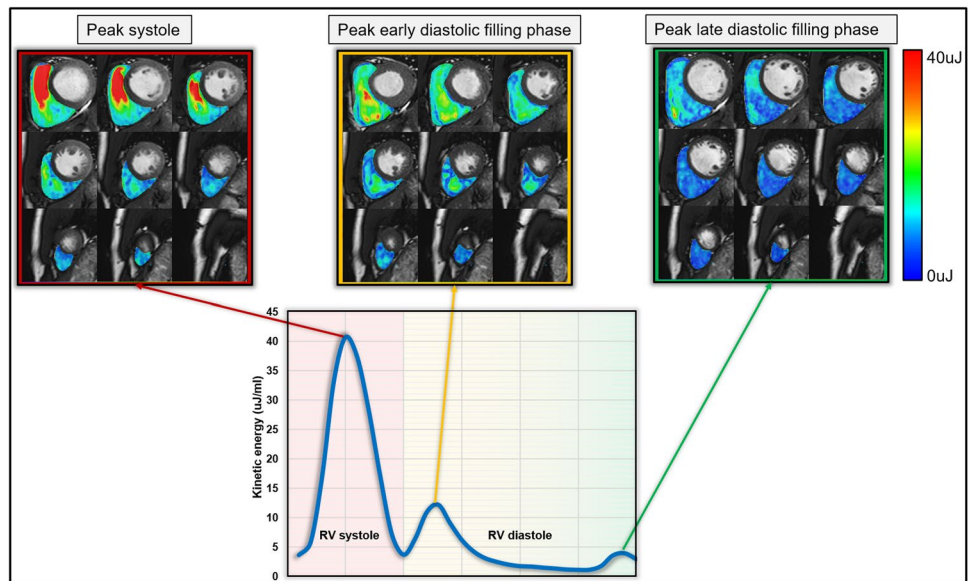 Peak systole
Peak early diastolic filling phase
Peak late diastolic filling phase
40uJ
0uJ
45
40
35
30
25
20
15
10
5
0
Kinetic energy (uJ/ml)
RV systole
RV diastole